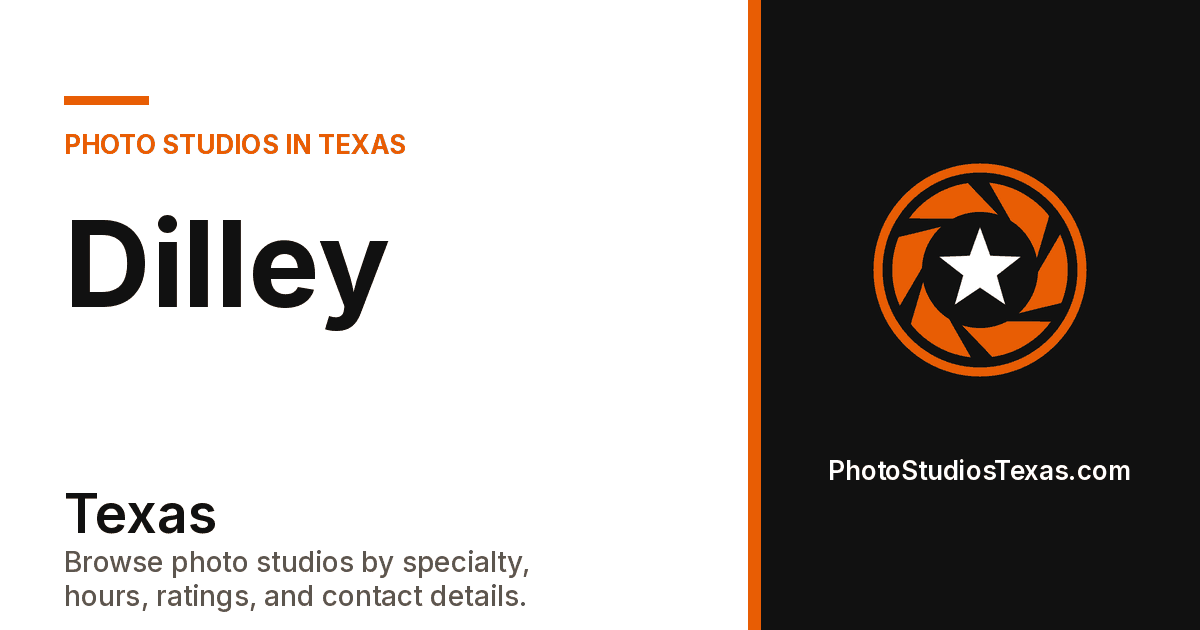 PHOTO STUDIOS IN TEXAS
Dilley
Texas
Browse photo studios by specialty,
hours, ratings, and contact details.
PhotoStudiosTexas.com